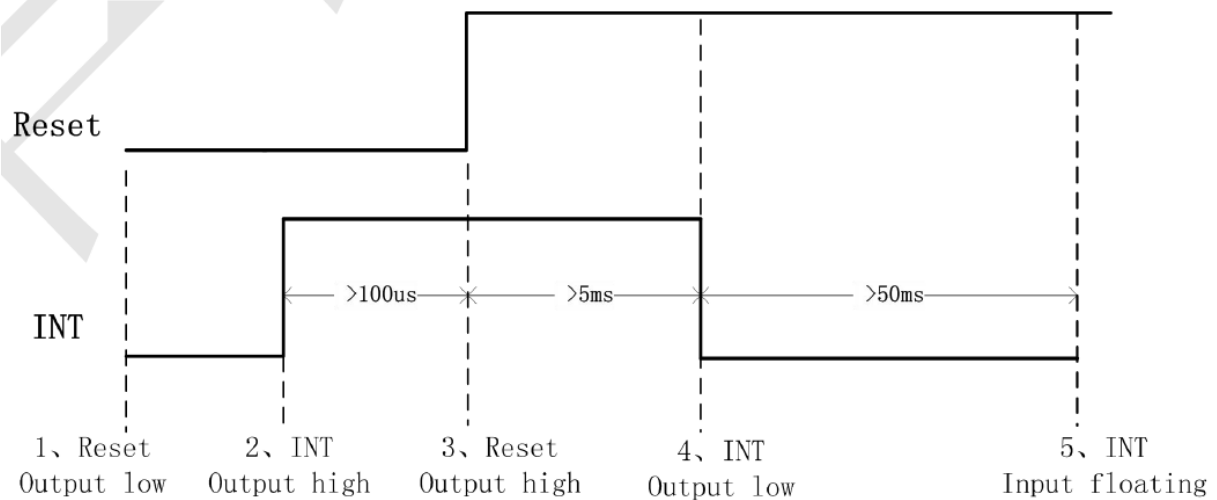 Reset
>100us
>5ms
>50ms
INT
1、Reset
Output low
2、INT
Output high
3、Reset
Output high
4、INT
Output low
5、INT
Input floating